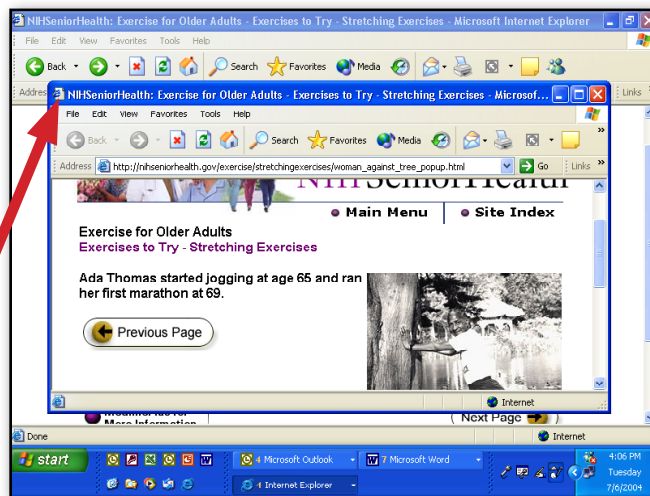 NIHSeniorHealth: Exercise for Older Adults - Exercises to Try - Stretching Exercises - Microsoft Internet Explorer
File Edit View Favorites Tools Help
Back Search Favorites Media
Links
NIHSeniorHealth: Exercise for Older Adults - Exercises to Try - Stretching Exercises - Microsof...
File Edit View Favorites Tools Help
Back Search Favorites Media »
Address http://nihseniorhealth.gov/exercise/stretchingexercises/woman_against_tree_popup.html Go Links »
NIHSeniorHealth
Main Menu Site Index
Exercise for Older Adults
Exercises to Try - Stretching Exercises
Ada Thomas started jogging at age 65 and ran
her first marathon at 69.
Previous Page
Internet
More Information
Next Page
Done Internet
start 4 Microsoft Outlook 7 Microsoft Word 4:06 PM
Tuesday
4 Internet Explorer 7/6/2004